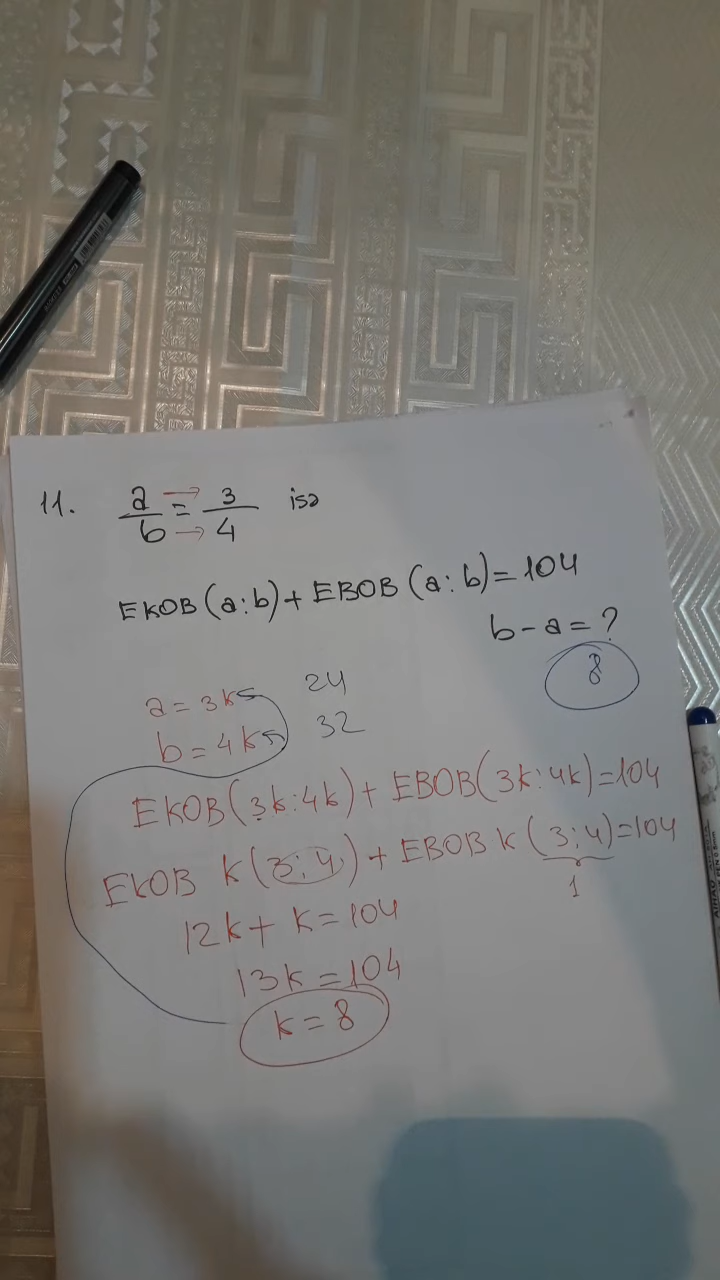 11. a/b = 3/4 isə
EKOB(a:b)+EBOB(a:b)=104
b-a=?
8
a=3k 24
b=4k 32
EKOB(3k:4k)+EBOB(3k:4k)=104
EKOB k(3;4)+EBOB k(3;4)=104
1
12k+k=104
13k=104
k=8